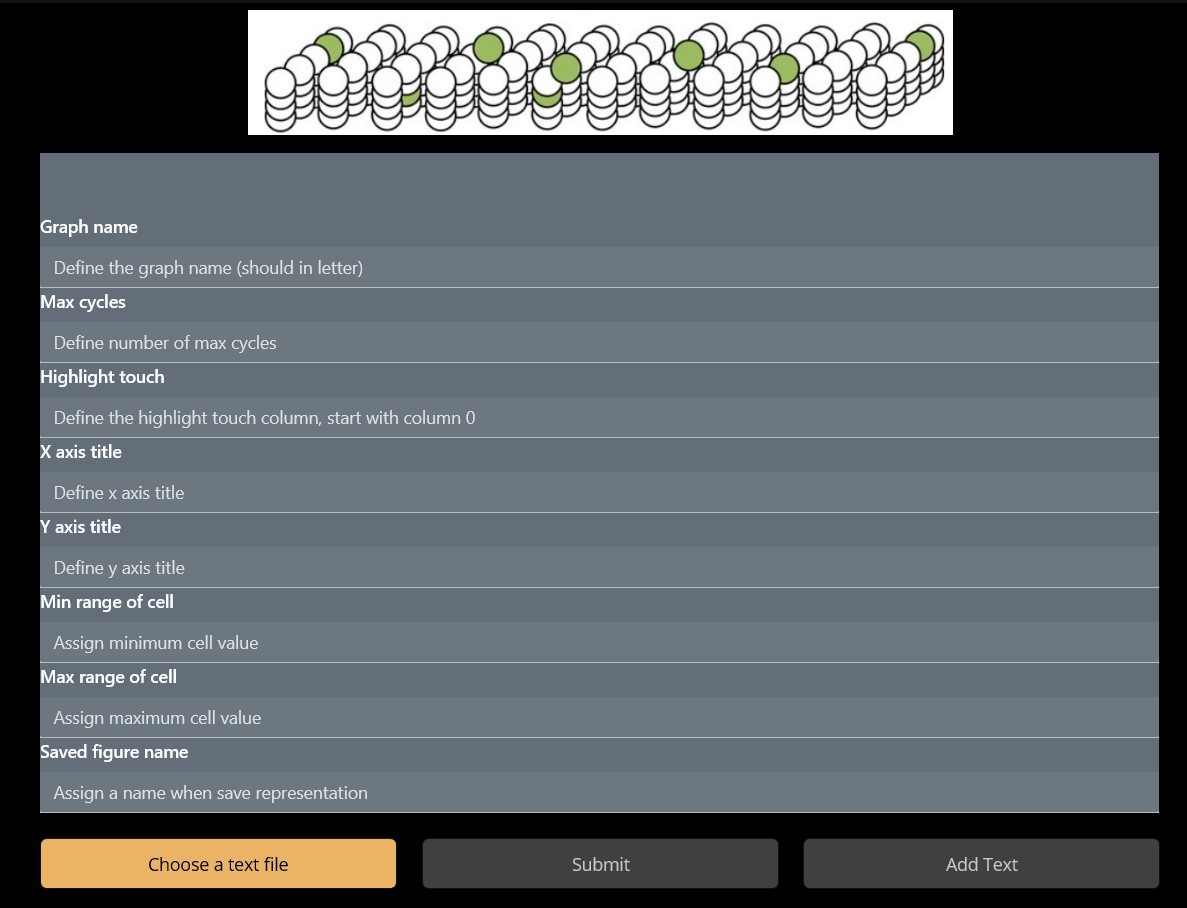 Graph name
Define the graph name (should in letter)
Max cycles
Define number of max cycles
Highlight touch
Define the highlight touch column, start with column 0
X axis title
Define x axis title
Y axis title
Define y axis title
Min range of cell
Assign minimum cell value
Max range of cell
Assign maximum cell value
Saved figure name
Assign a name when save representation
Choose a text file
Submit
Add Text